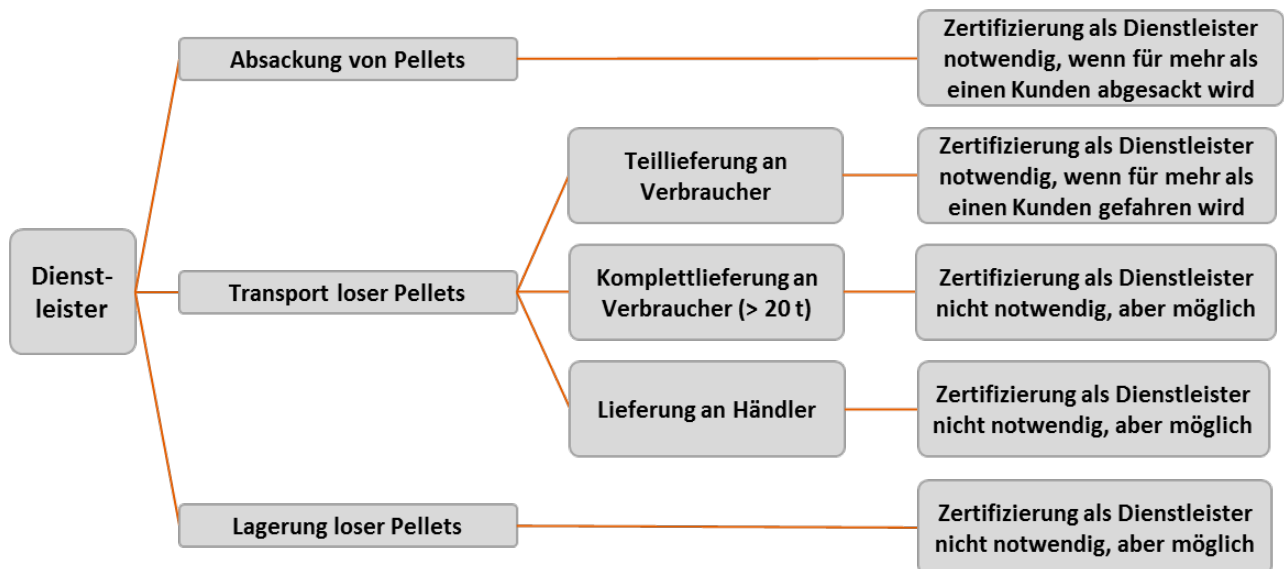 Dienst-
leister
Absackung von Pellets
Zertifizierung als Dienstleister
notwendig, wenn für mehr als
einen Kunden abgesackt wird
Transport loser Pellets
Teillieferung an
Verbraucher
Zertifizierung als Dienstleister
notwendig, wenn für mehr als
einen Kunden gefahren wird
Komplettlieferung an
Verbraucher (> 20 t)
Zertifizierung als Dienstleister
nicht notwendig, aber möglich
Lieferung an Händler
Zertifizierung als Dienstleister
nicht notwendig, aber möglich
Lagerung loser Pellets
Zertifizierung als Dienstleister
nicht notwendig, aber möglich